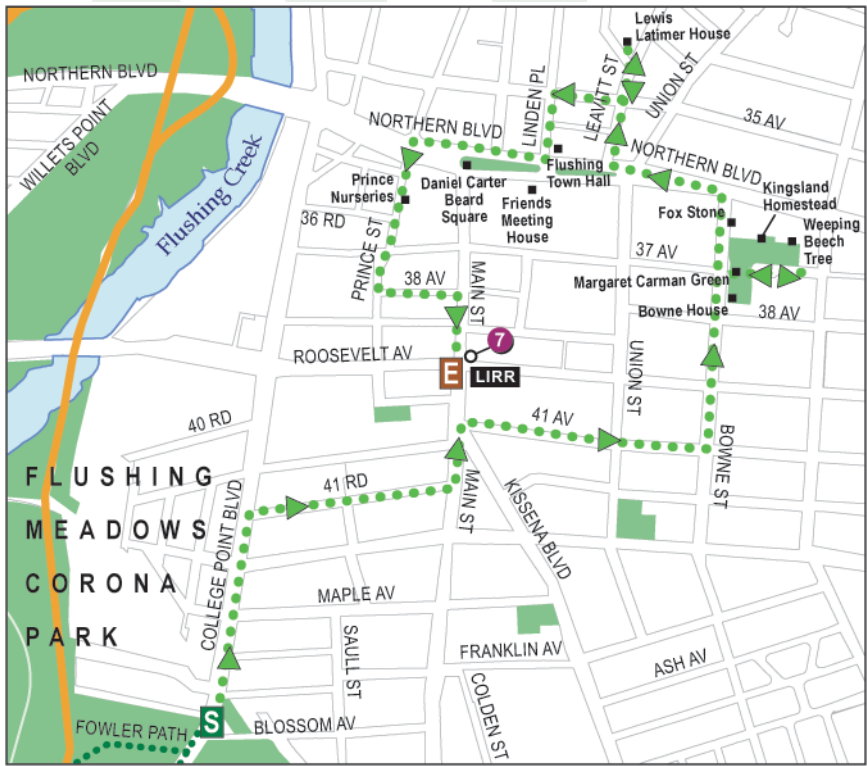 Lewis
Latimer House
NORTHERN BLVD
WILLETS POINT
BLVD
Flushing Creek
LINDEN PL
LEAVITT ST
UNION ST
35 AV
NORTHERN BLVD
NORTHERN BLVD
Flushing
Town Hall
Prince
Nurseries
Daniel Carter
Beard
Square
Friends
Meeting
House
Kingsland
Homestead
Fox Stone
Weeping
Beech
Tree
36 RD
PRINCE ST
37 AV
38 AV
MAIN ST
Margaret Carman Green
Bowne House
38 AV
ROOSEVELT AV
7
E
LIRR
UNION ST
40 RD
41 AV
BOWNE ST
FLUSHING
MEADOWS
CORONA
PARK
41 RD
MAIN ST
KISSENA BLVD
COLLEGE POINT BLVD
MAPLE AV
SAULL ST
FRANKLIN AV
ASH AV
COLDEN ST
S
FOWLER PATH
BLOSSOM AV